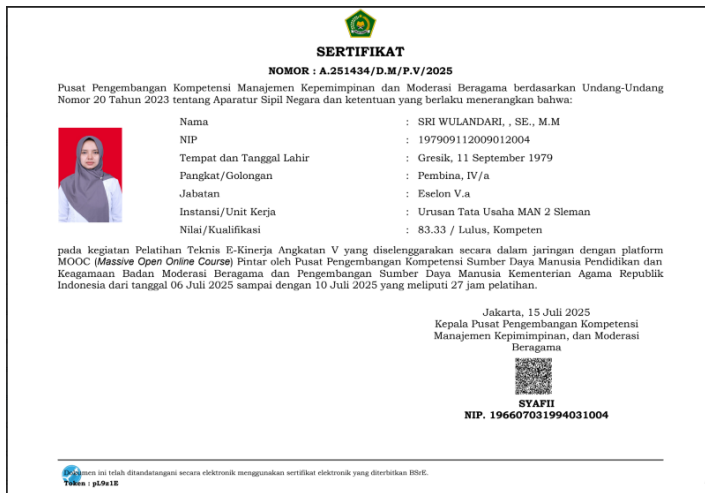 SERTIFIKAT
NOMOR : A.251434/D.M/P.V/2025
Pusat Pengembangan Kompetensi Manajemen Kepemimpinan dan Moderasi Beragama berdasarkan Undang-Undang
Nomor 20 Tahun 2023 tentang Aparatur Sipil Negara dan ketentuan yang berlaku menerangkan bahwa:
Nama : SRI WULANDARI, , SE., M.M
NIP : 197909112009012004
Tempat dan Tanggal Lahir : Gresik, 11 September 1979
Pangkat/Golongan : Pembina, IV/a
Jabatan : Eselon V.a
Instansi/Unit Kerja : Urusan Tata Usaha MAN 2 Sleman
Nilai/Kualifikasi : 83.33 / Lulus, Kompeten
pada kegiatan Pelatihan Teknis E-Kinerja Angkatan V yang diselenggarakan secara dalam jaringan dengan platform
MOOC (Massive Open Online Course) Pintar oleh Pusat Pengembangan Kompetensi Sumber Daya Manusia Pendidikan dan
Keagamaan Badan Moderasi Beragama dan Pengembangan Sumber Daya Manusia Kementerian Agama Republik
Indonesia dari tanggal 06 Juli 2025 sampai dengan 10 Juli 2025 yang meliputi 27 jam pelatihan.
Jakarta, 15 Juli 2025
Kepala Pusat Pengembangan Kompetensi
Manajemen Kepimimpinan, dan Moderasi
Beragama
SYAFII
NIP. 196607031994031004
Dokumen ini telah ditandatangani secara elektronik menggunakan sertifikat elektronik yang diterbitkan BSrE.
Token : pL9z1E